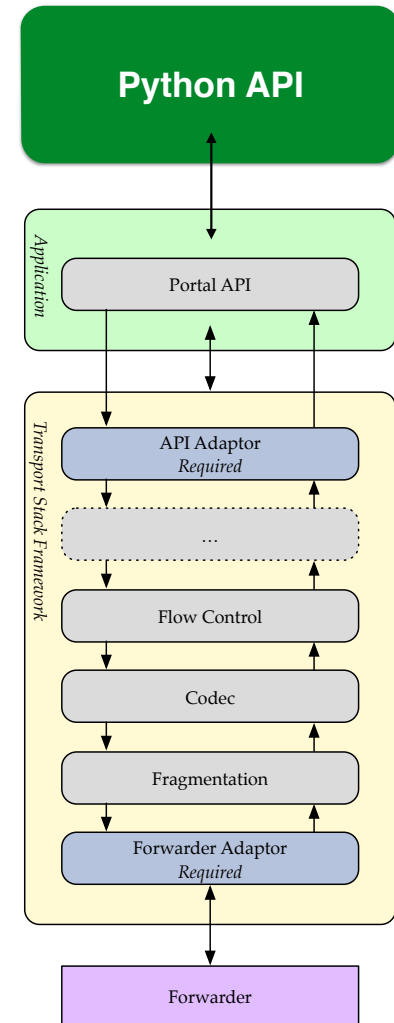 Python API
Application
Portal API
Transport Stack Framework
API Adaptor
Required
...
Flow Control
Codec
Fragmentation
Forwarder Adaptor
Required
Forwarder